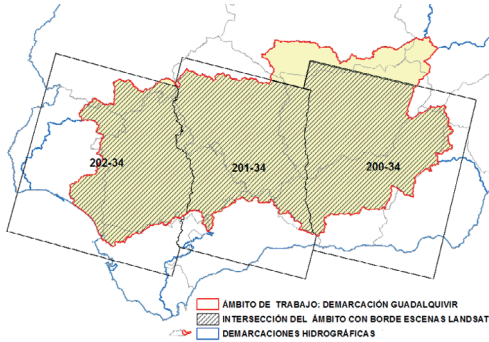 202-34
201-34
200-34
ÁMBITO DE TRABAJO: DEMARCACIÓN GUADALQUIVIR
INTERSECCIÓN DEL ÁMBITO CON BORDE ESCENAS LANDSAT
DEMARCACIONES HIDROGRÁFICAS